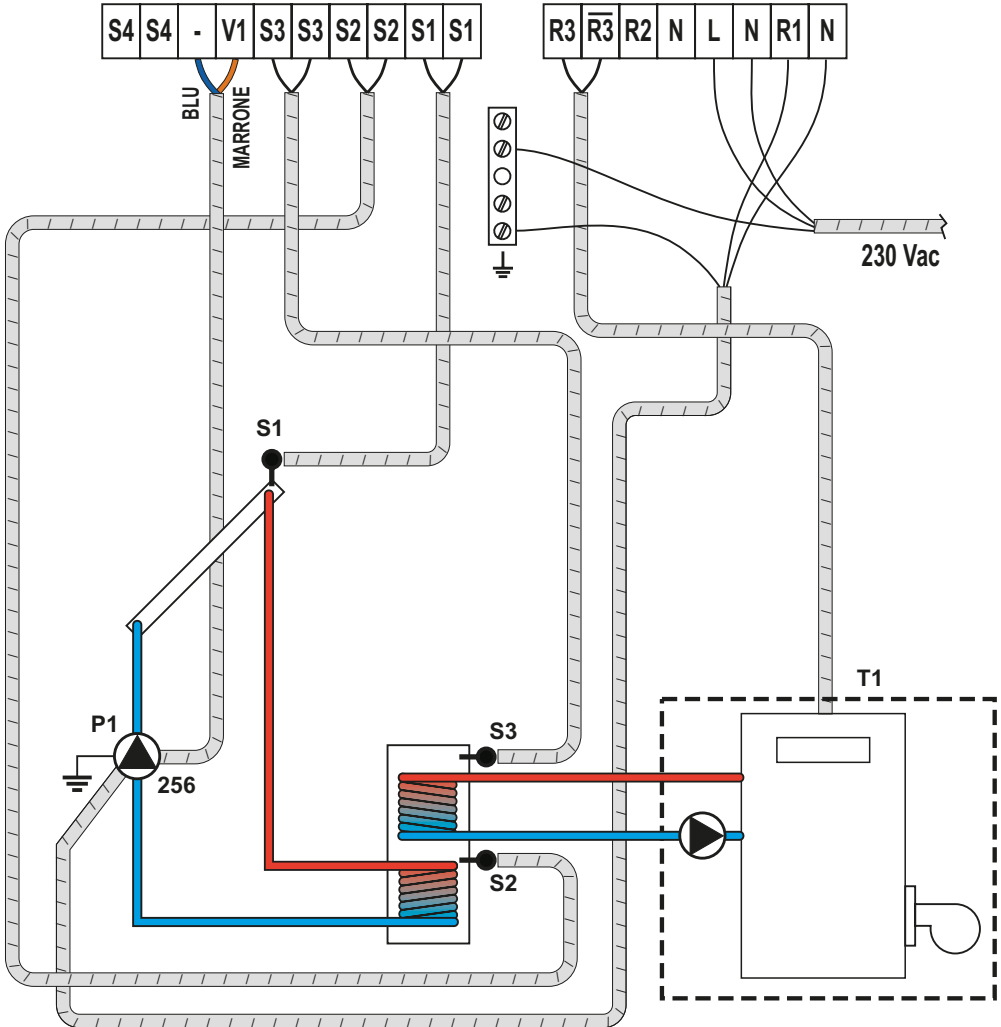 S4 S4 - V1 S3 S3 S2 S2 S1 S1
R3 R̅3̅ R2 N L N R1 N
BLU
MARRONE
230 Vac
S1
T1
P1
S3
256
S2